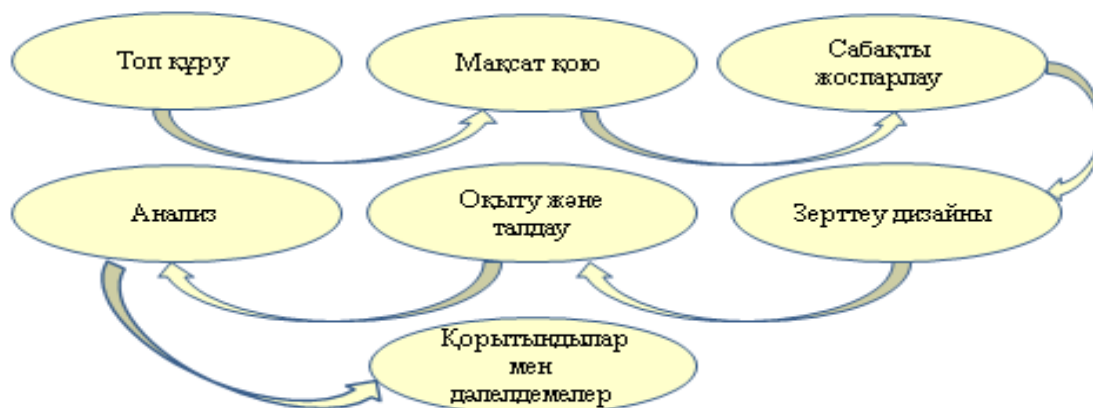 Топ құру
Мақсат қою
Сабақты
жоспарлау
Зерттеу дизайны
Оқыту және
талдау
Анализ
Қорытындылар
мен
дәлелдемелер